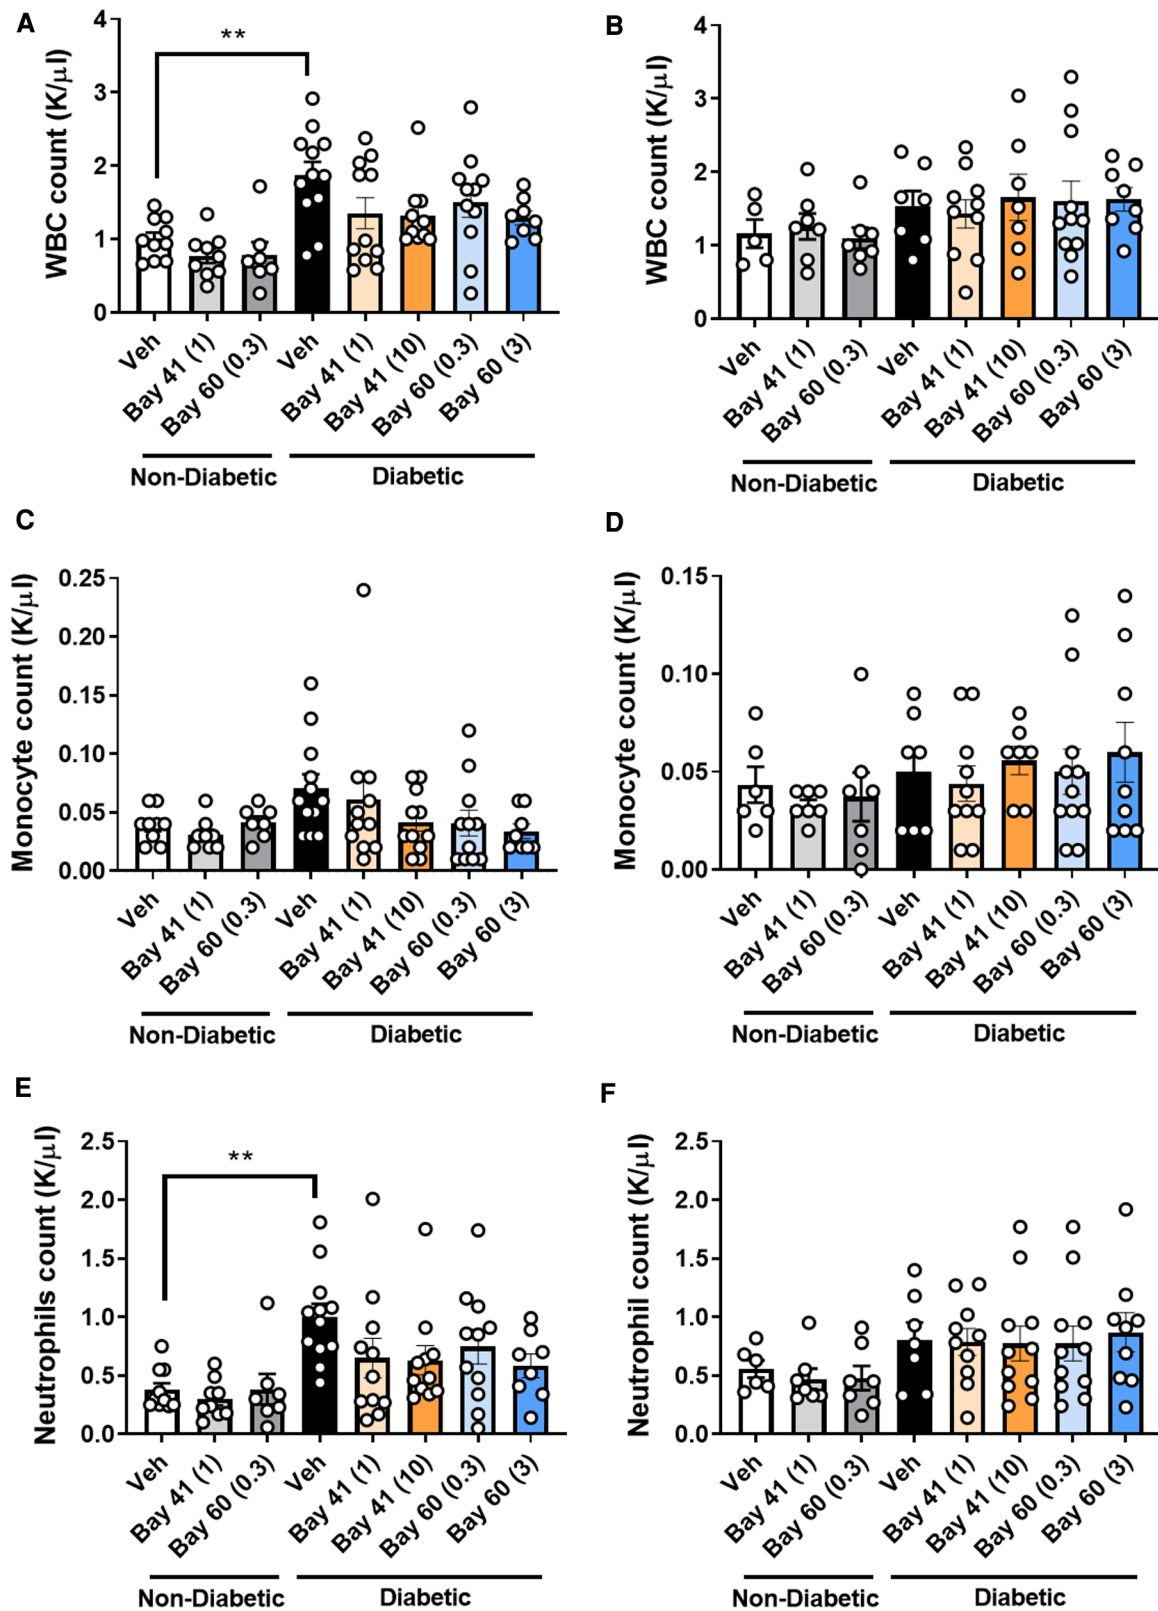 A
WBC count (K/μl)
4
3
2
1
0
**
Veh
Bay 41 (1)
Bay 60 (0.3)
Veh
Bay 41 (1)
Bay 41 (10)
Bay 60 (0.3)
Bay 60 (3)
Non-Diabetic
Diabetic
B
WBC count (K/μl)
4
3
2
1
0
Veh
Bay 41 (1)
Bay 60 (0.3)
Veh
Bay 41 (1)
Bay 41 (10)
Bay 60 (0.3)
Bay 60 (3)
Non-Diabetic
Diabetic
C
Monocyte count (K/μl)
0.25
0.20
0.15
0.10
0.05
0.00
Veh
Bay 41 (1)
Bay 60 (0.3)
Veh
Bay 41 (1)
Bay 41 (10)
Bay 60 (0.3)
Bay 60 (3)
Non-Diabetic
Diabetic
D
Monocyte count (K/μl)
0.15
0.10
0.05
0.00
Veh
Bay 41 (1)
Bay 60 (0.3)
Veh
Bay 41 (1)
Bay 41 (10)
Bay 60 (0.3)
Bay 60 (3)
Non-Diabetic
Diabetic
E
Neutrophils count (K/μl)
2.5
2.0
1.5
1.0
0.5
0.0
**
Veh
Bay 41 (1)
Bay 60 (0.3)
Veh
Bay 41 (1)
Bay 41 (10)
Bay 60 (0.3)
Bay 60 (3)
Non-Diabetic
Diabetic
F
Neutrophil count (K/μl)
2.5
2.0
1.5
1.0
0.5
0.0
Veh
Bay 41 (1)
Bay 60 (0.3)
Veh
Bay 41 (1)
Bay 41 (10)
Bay 60 (0.3)
Bay 60 (3)
Non-Diabetic
Diabetic